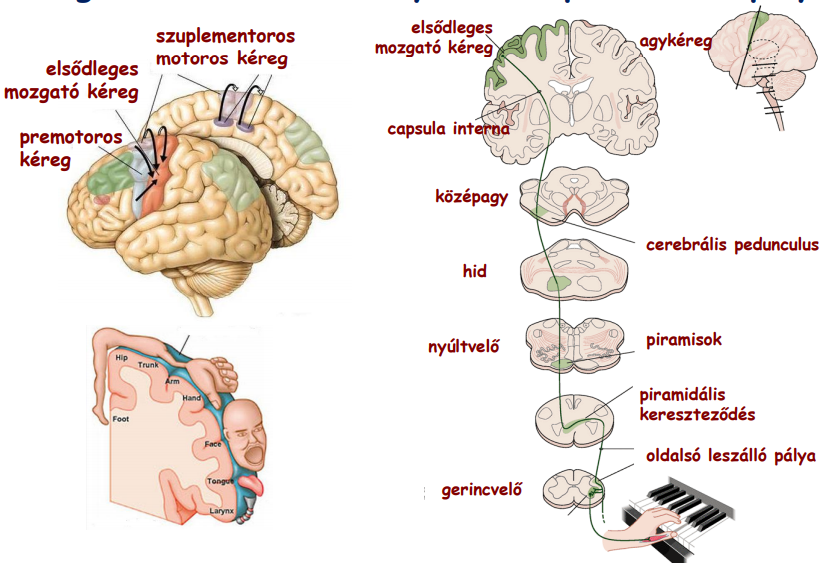 szuplementoros
motoros kéreg
elsődleges
mozgató kéreg
premotoros
kéreg
Hip
Trunk
Arm
Hand
Foot
Face
Tongue
Larynx
elsődleges
mozgató kéreg
agykéreg
capsula interna
középagy
cerebrális pedunculus
hid
nyúltvelő
piramisok
piramidális
kereszteződés
oldalsó leszálló pálya
gerincvelő